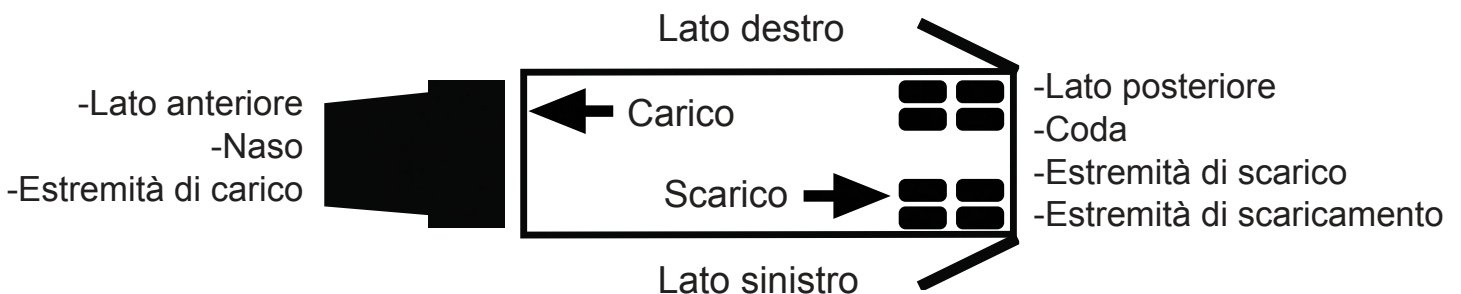 Lato destro
-Lato anteriore
-Naso
-Estremità di carico
Carico
Scarico
-Lato posteriore
-Coda
-Estremità di scarico
-Estremità di scaricamento
Lato sinistro